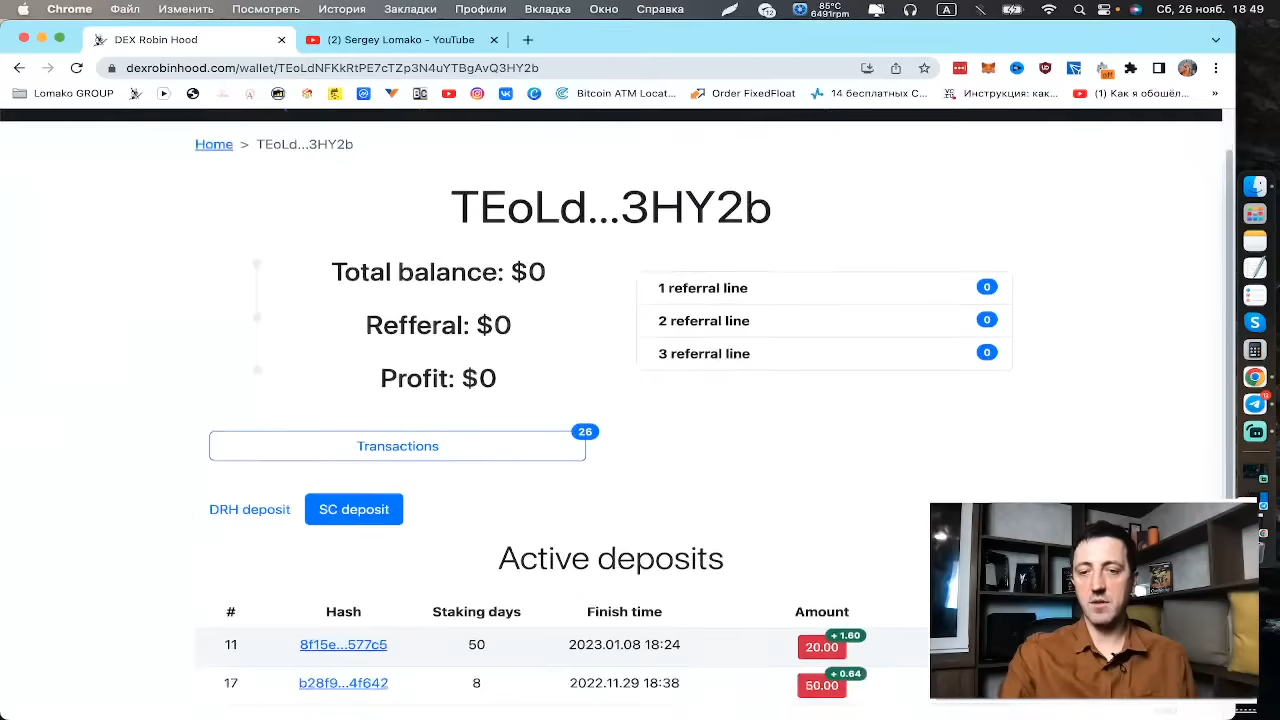 Chrome Файл Изменить Посмотреть История Закладки Профили Вкладка Окно Справка 65°C 6491грп A Сб, 26 нояб. 18:49
DEX Robin Hood (2) Sergey Lomako - YouTube
dexrobinhood.com/wallet/TEoLdNFKkRtPE7cTZp3N4uYTBgAvQ3HY2b
off
Lomako GROUP Bitcoin ATM Locat... Order FixedFloat 14 бесплатных С... Инструкция: как... (1) Как я обошёл... »
Home > TEoLd...3HY2b
TEoLd...3HY2b
Total balance: $0
Refferal: $0
Profit: $0
1 referral line 0
2 referral line 0
3 referral line 0
Transactions 26
DRH deposit SC deposit
Active deposits
# Hash Staking days Finish time Amount
11 8f15e...577c5 50 2023.01.08 18:24 20.00 + 1.60
17 b28f9...4f642 8 2022.11.29 18:38 50.00 + 0.64